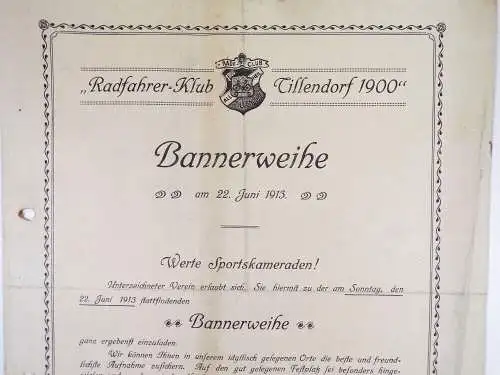 RADF. CLUB
„Radfahrer-Klub Tillendorf 1900“
Bannerweihe
am 22. Juni 1913.
Werte Sportskameraden!
Unterzeichneter Verein erlaubt sich, Sie hiermit zu der am Sonntag, den
22. Juni 1913 stattfindenden
Bannerweihe
ganz ergebenst einzuladen.
Wir können Ihnen in unserem idyllisch gelegenen Orte die beste und freund-
lichste Aufnahme zusichern. Auf den gut gelegenen Festplatz sei besonders hinge-